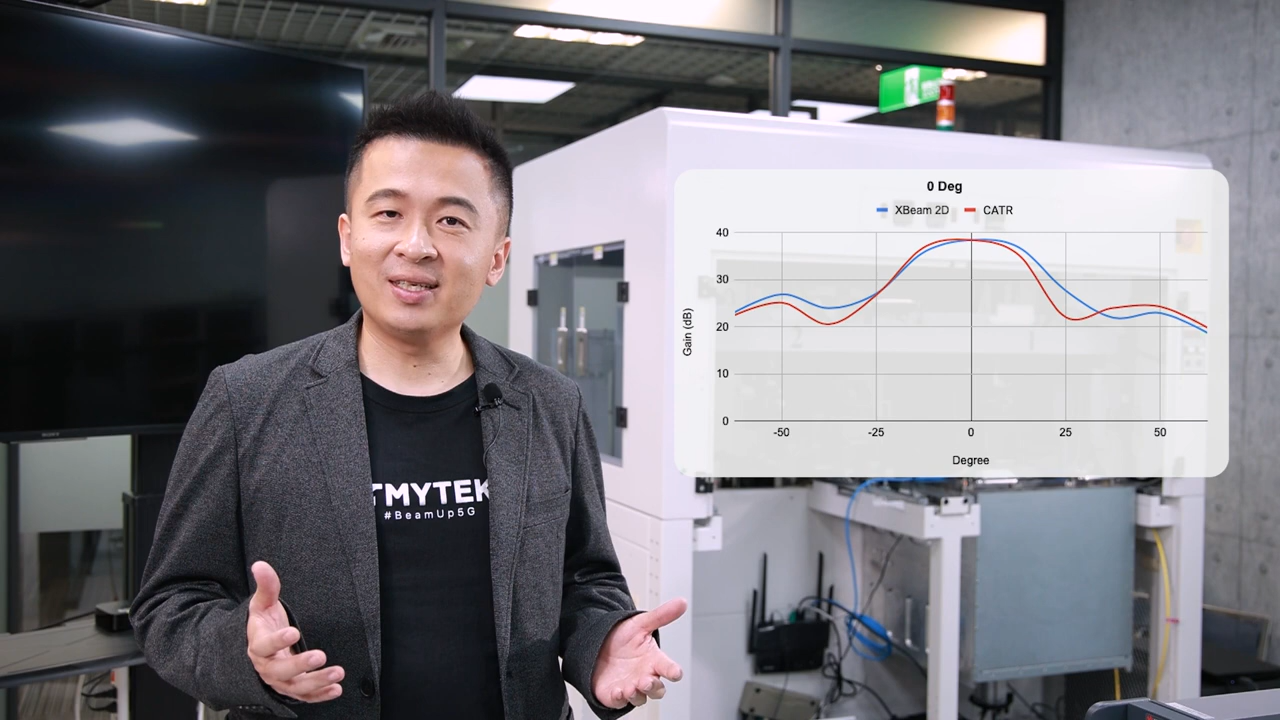 0 Deg
XBeam 2D
CATR
40
30
20
10
0
Gain (dB)
-50
-25
0
25
50
Degree
TMYTEK
#BeamUp5G
SONY